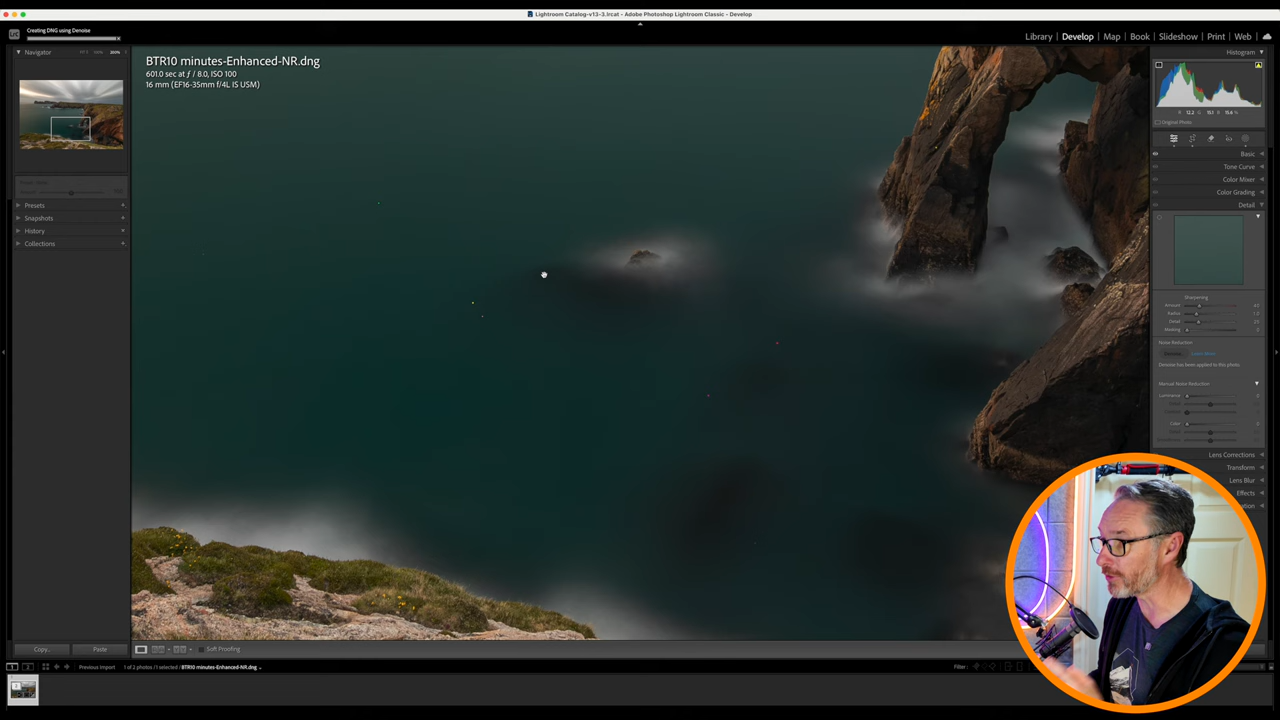 Lightroom Catalog-v13-3.lrcat - Adobe Photoshop Lightroom Classic - Develop
Creating DNG using Denoise
Library | Develop | Map | Book | Slideshow | Print | Web
Navigator
200%
Histogram
BTR10 minutes-Enhanced-NR.dng
601.0 sec at ƒ / 8.0, ISO 100
16 mm (EF16-35mm f/4L IS USM)
Original Photo
Basic
Tone Curve
Color Mixer
Color Grading
Detail
Presets
Snapshots
History
Collections
Sharpening
Amount
Radius
Detail
Masking
Noise Reduction
Denoise has been applied to this photo.
Manual Noise Reduction
Luminance
Color
Lens Corrections
Transform
Lens Blur
Effects
Copy...
Paste
Soft Proofing
Previous Import
1 of 2 photos / 1 selected / BTR10 minutes-Enhanced-NR.dng
Filter :